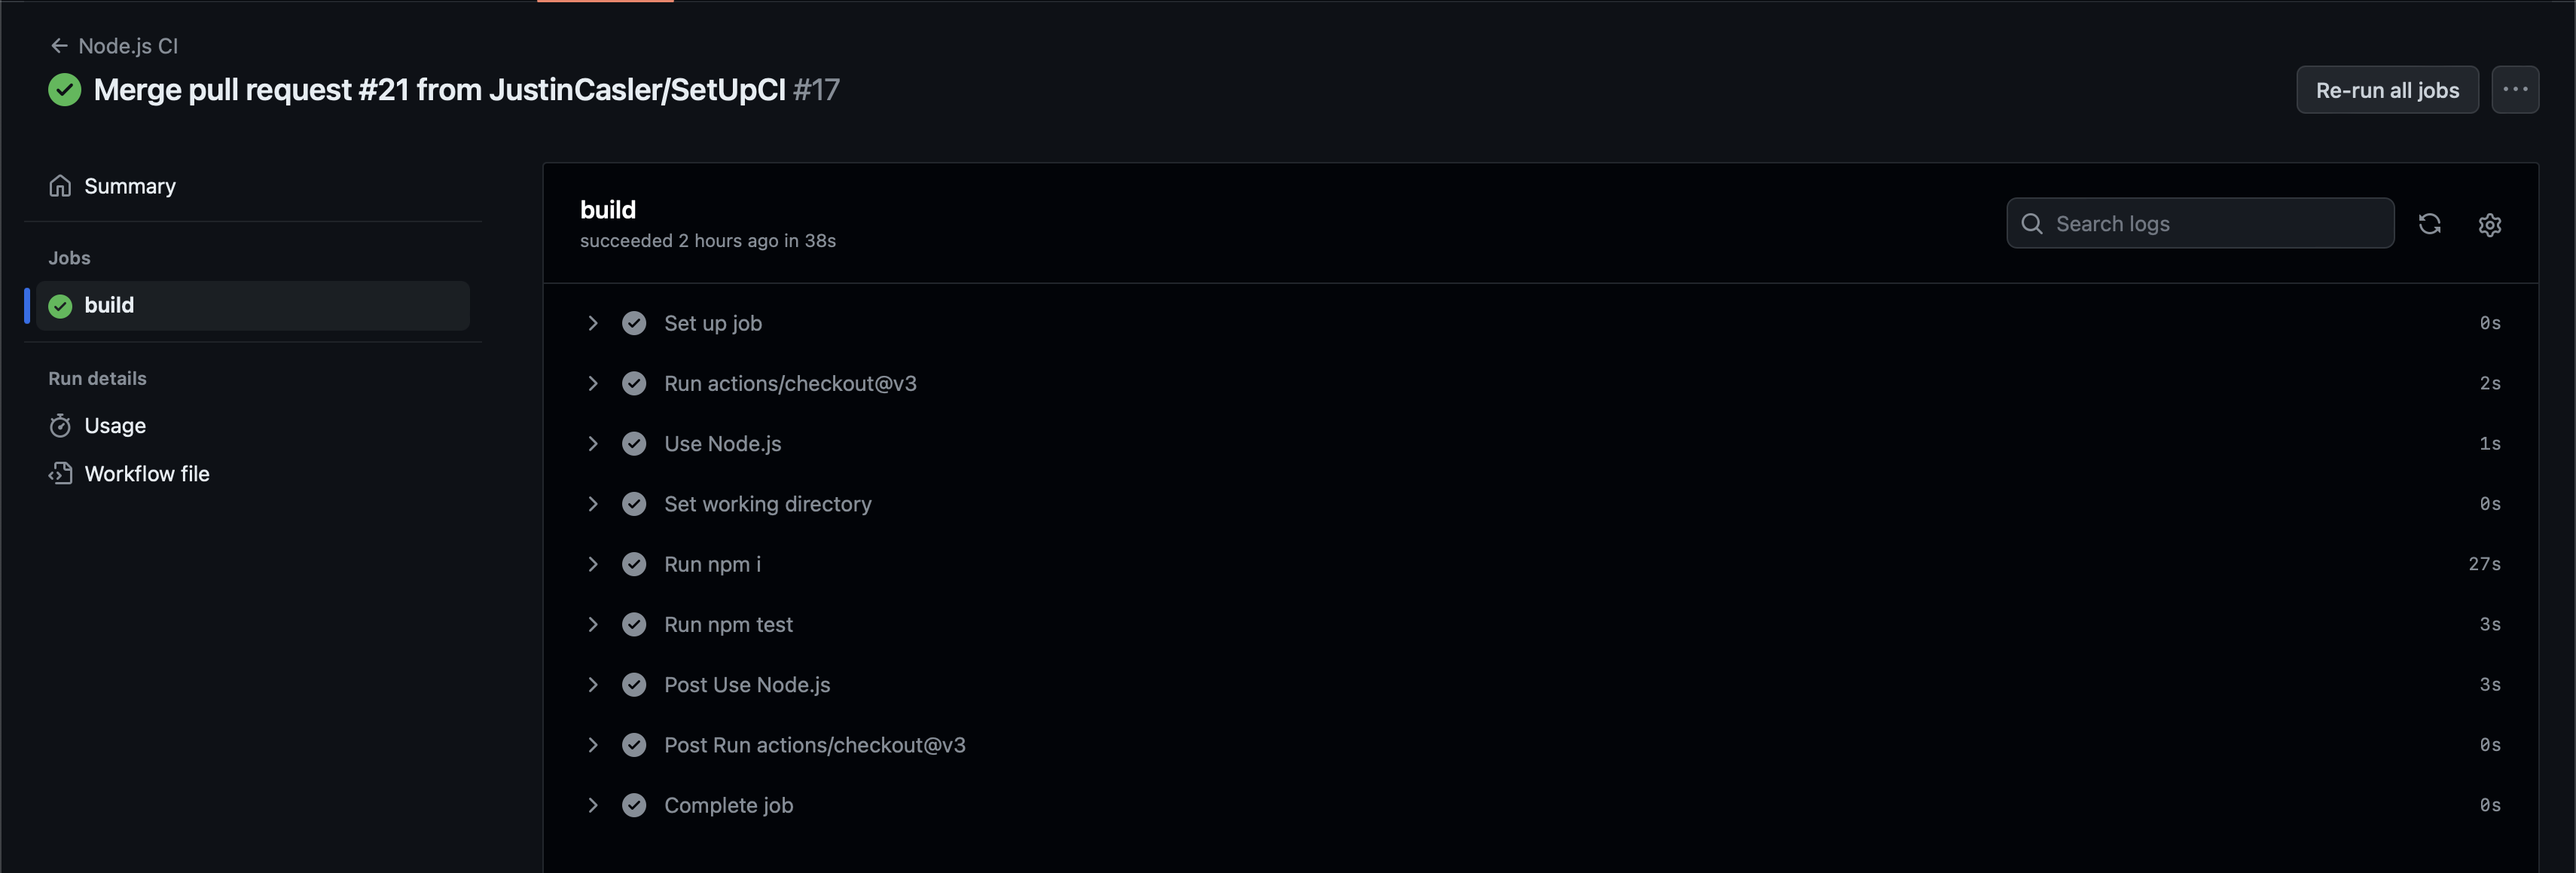 Node.js CI
Merge pull request #21 from JustinCasler/SetUpCI #17
Re-run all jobs
Summary
Jobs
build
Run details
Usage
Workflow file
build
succeeded 2 hours ago in 38s
Search logs
Set up job 0s
Run actions/checkout@v3 2s
Use Node.js 1s
Set working directory 0s
Run npm i 27s
Run npm test 3s
Post Use Node.js 3s
Post Run actions/checkout@v3 0s
Complete job 0s